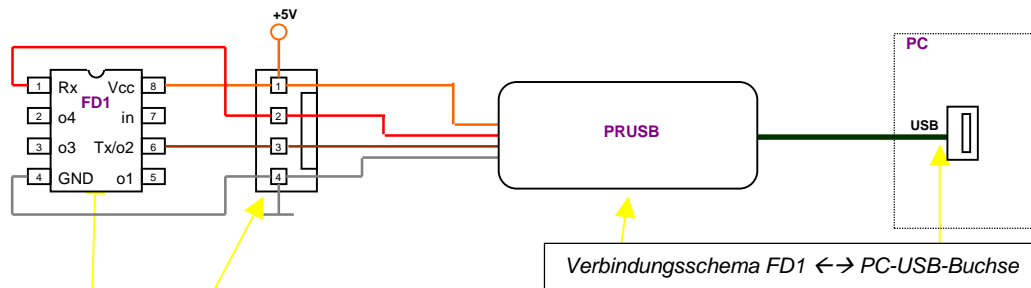 +5V
PC
1 Rx Vcc 8 1
FD1
2 o4 in 7 2
PRUSB
USB
3 o3 Tx/o2 6 3
4 GND o1 5 4
Verbindungsschema FD1 ←→ PC-USB-Buchse